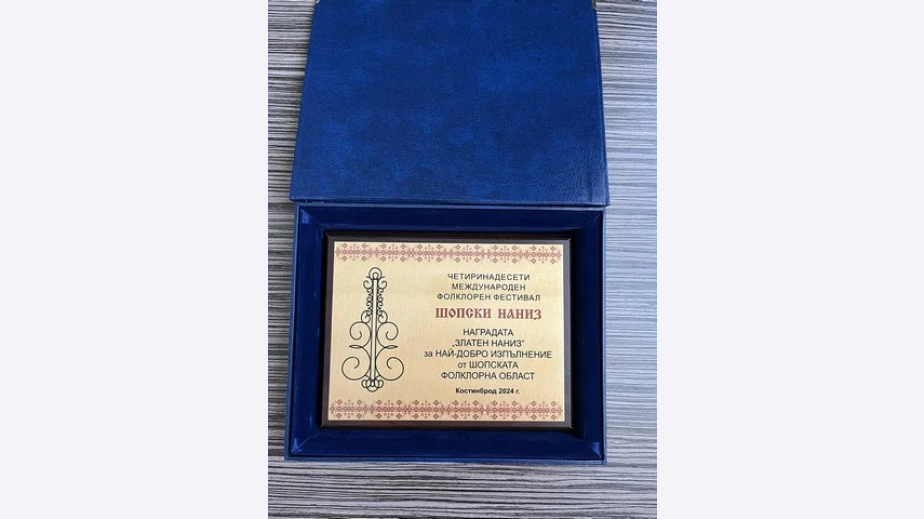 ЧЕТИРИНАДЕСЕТИ
МЕЖДУНАРОДЕН
ФОЛКЛОРЕН ФЕСТИВАЛ
ШОПСКИ НАНИЗ
НАГРАДАТА
„ЗЛАТЕН НАНИЗ"
за НАЙ-ДОБРО ИЗПЪЛНЕНИЕ
от ШОПСКАТА
ФОЛКЛОРНА ОБЛАСТ
Костинброд 2024 г.